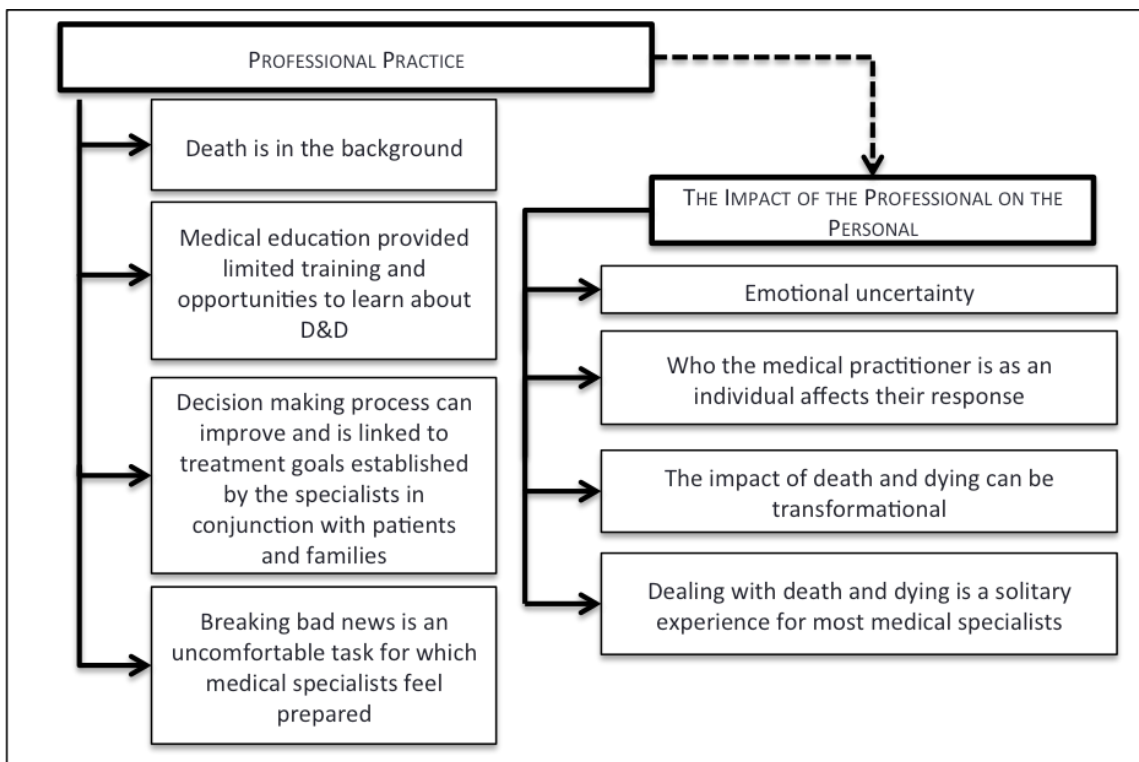 PROFESSIONAL PRACTICE
Death is in the background
Medical education provided
limited training and
opportunities to learn about
D&D
Decision making process can
improve and is linked to
treatment goals established
by the specialists in
conjunction with patients
and families
Breaking bad news is an
uncomfortable task for which
medical specialists feel
prepared
THE IMPACT OF THE PROFESSIONAL ON THE
PERSONAL
Emotional uncertainty
Who the medical practitioner is as an
individual affects their response
The impact of death and dying can be
transformational
Dealing with death and dying is a solitary
experience for most medical specialists